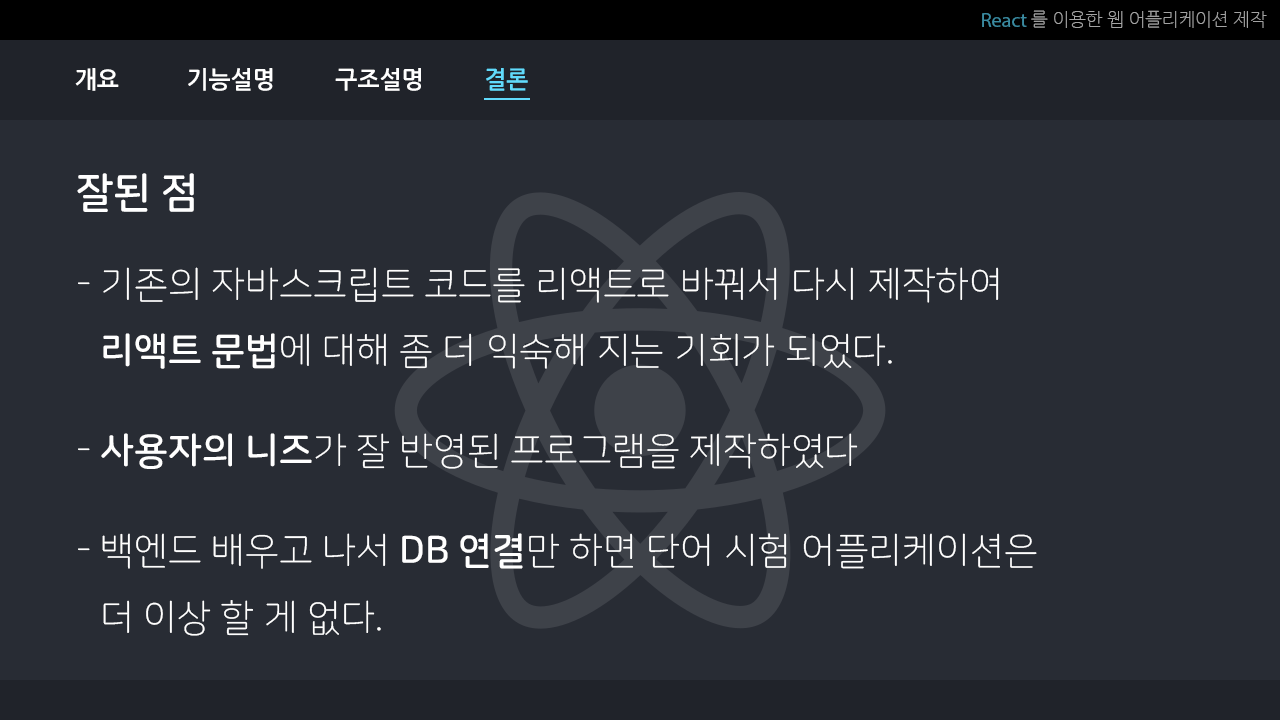 React 를 이용한 웹 어플리케이션 제작
개요 기능설명 구조설명 결론
잘된 점
- 기존의 자바스크립트 코드를 리액트로 바꿔서 다시 제작하여
리액트 문법에 대해 좀 더 익숙해 지는 기회가 되었다.
- 사용자의 니즈가 잘 반영된 프로그램을 제작하였다
- 백엔드 배우고 나서 DB 연결만 하면 단어 시험 어플리케이션은
더 이상 할 게 없다.